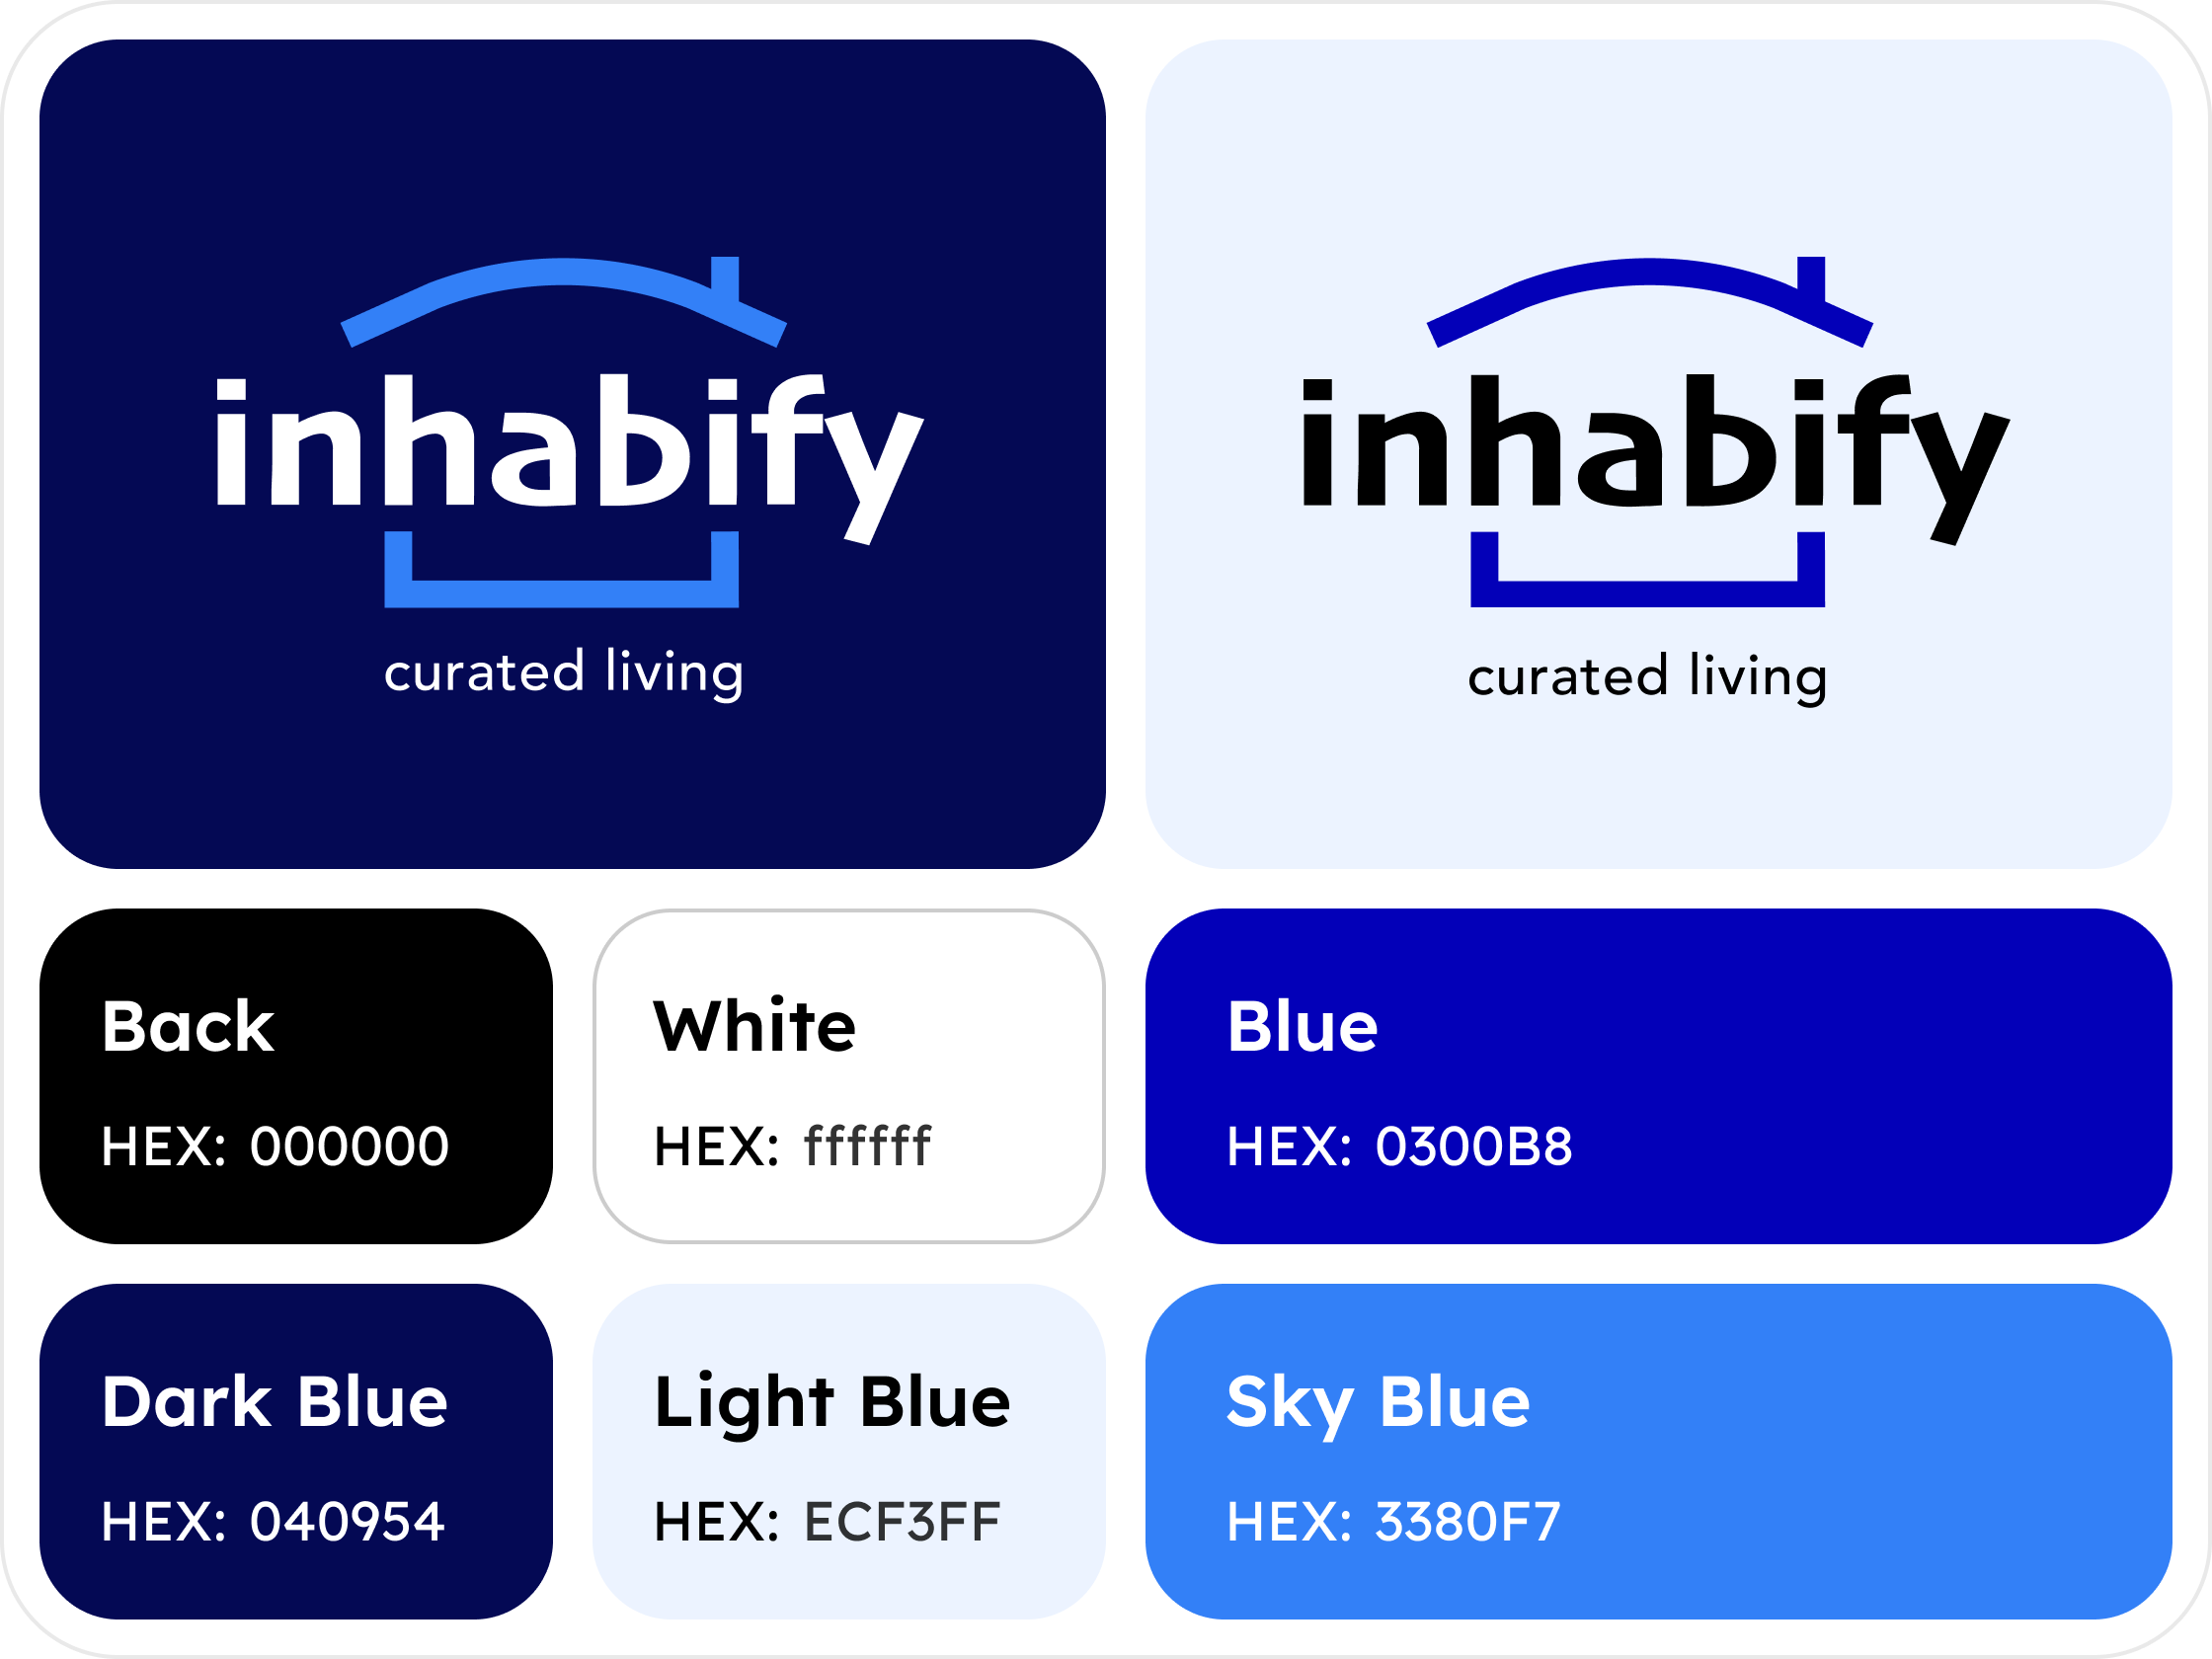 inhabify
curated living
inhabify
curated living
Back
HEX: 000000
White
HEX: ffffff
Blue
HEX: 0300B8
Dark Blue
HEX: 040954
Light Blue
HEX: ECF3FF
Sky Blue
HEX: 3380F7